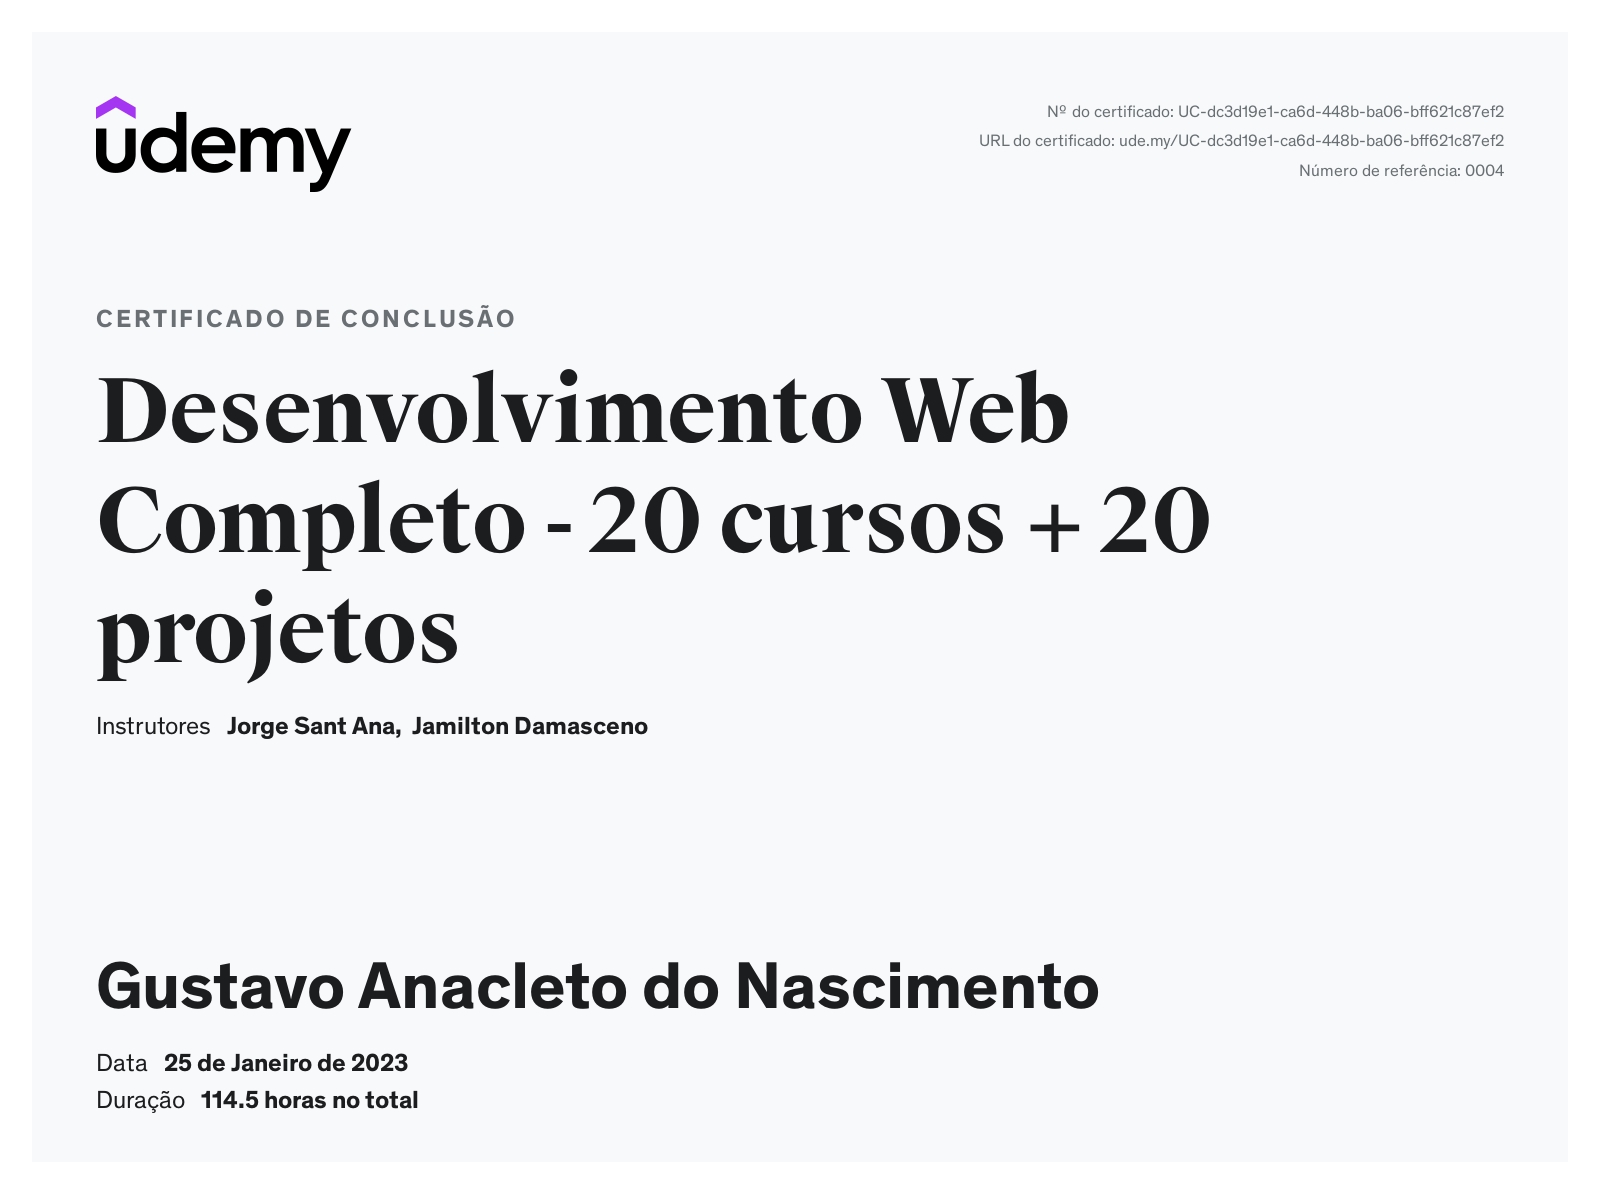 udemy
Nº do certificado: UC-dc3d19e1-ca6d-448b-ba06-bff621c87ef2
URL do certificado: ude.my/UC-dc3d19e1-ca6d-448b-ba06-bff621c87ef2
Número de referência: 0004
CERTIFICADO DE CONCLUSÃO
Desenvolvimento Web
Completo - 20 cursos + 20
projetos
Instrutores Jorge Sant Ana, Jamilton Damasceno
Gustavo Anacleto do Nascimento
Data 25 de Janeiro de 2023
Duração 114.5 horas no total